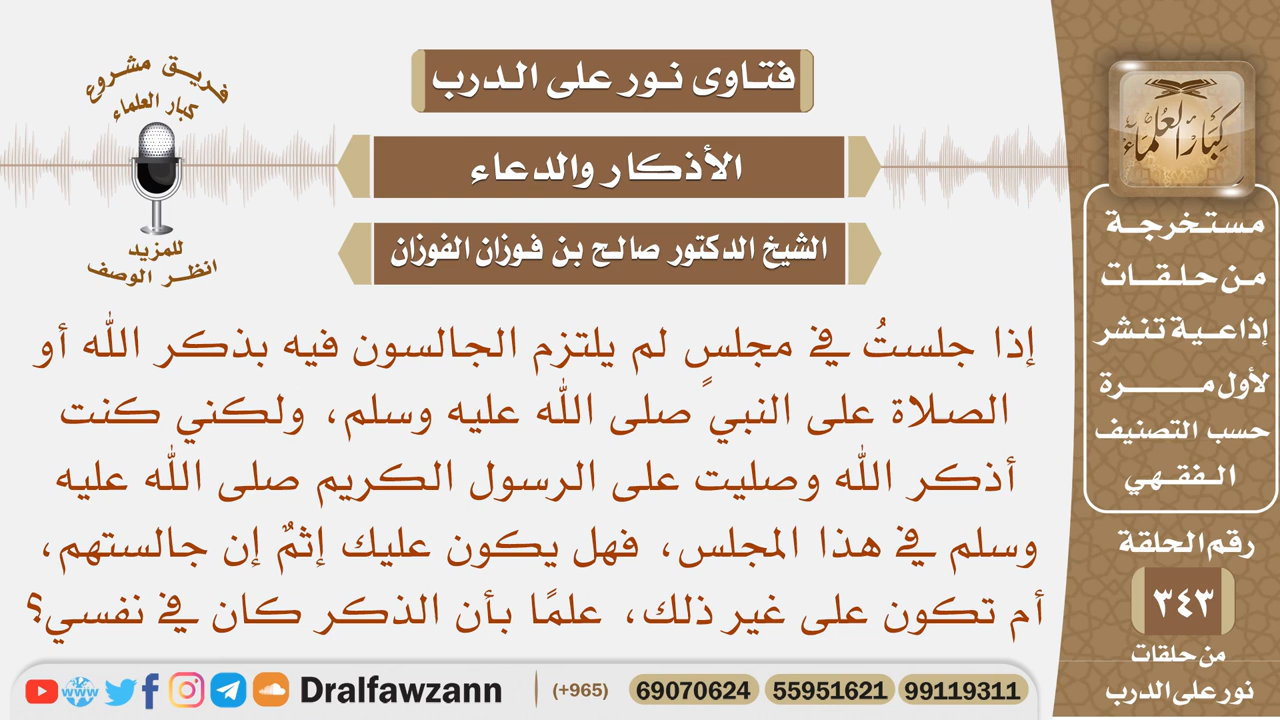 فتاوى نور على الدرب
الأذكار والدعاء
الشيخ الدكتور صالح بن فوزان الفوزان
فريق مشروع
كبار العلماء
للمزيد
انظر الوصف
إذا جلستُ في مجلسٍ لم يلتزم الجالسون فيه بذكر الله أو
الصلاة على النبي صلى الله عليه وسلم، ولكني كنت
أذكر الله وصليت على الرسول الكريم صلى الله عليه
وسلم في هذا المجلس، فهل يكون عليك إثمٌ إن جالستهم،
أم تكون على غير ذلك، علمًا بأن الذكر كان في نفسي؟
كبار العلماء
مستخرجة
من حلقات
إذاعية تنشر
لأول مرة
حسب التصنيف
الفقهي
رقم الحلقة
٣٤٣
من حلقات
نور على الدرب
www
Dralfawzann
(+965)
69070624
55951621
99119311